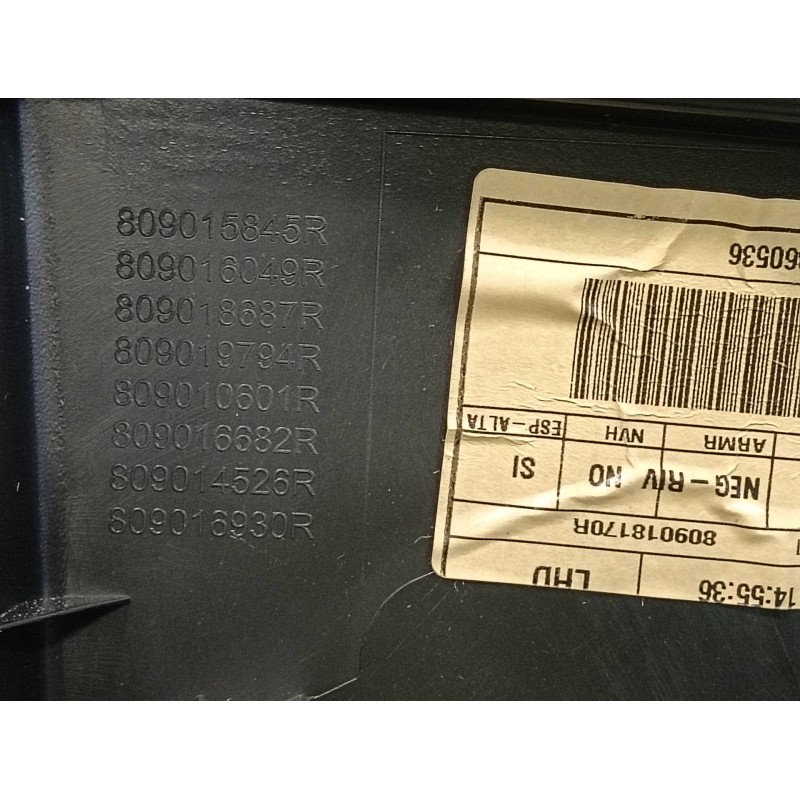 809015845R
809016049R
809018687R
809019794R
809010601R
809016682R
809014526R
809016930R
14:55:36 LHD
809018170R
NEG-RIV NO SI
ARMR NVH ESP-ALTA
60536